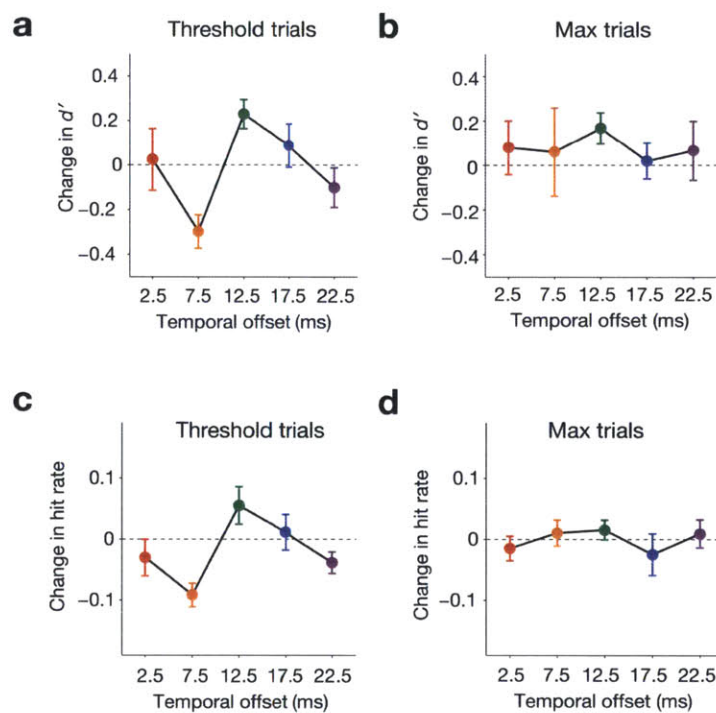 a
Threshold trials
Change in d′
0.4
0.2
0
−0.2
−0.4
2.5 7.5 12.5 17.5 22.5
Temporal offset (ms)
b
Max trials
Change in d′
0.4
0.2
0
−0.2
−0.4
2.5 7.5 12.5 17.5 22.5
Temporal offset (ms)
c
Threshold trials
Change in hit rate
0.1
0
−0.1
2.5 7.5 12.5 17.5 22.5
Temporal offset (ms)
d
Max trials
Change in hit rate
0.1
0
−0.1
2.5 7.5 12.5 17.5 22.5
Temporal offset (ms)